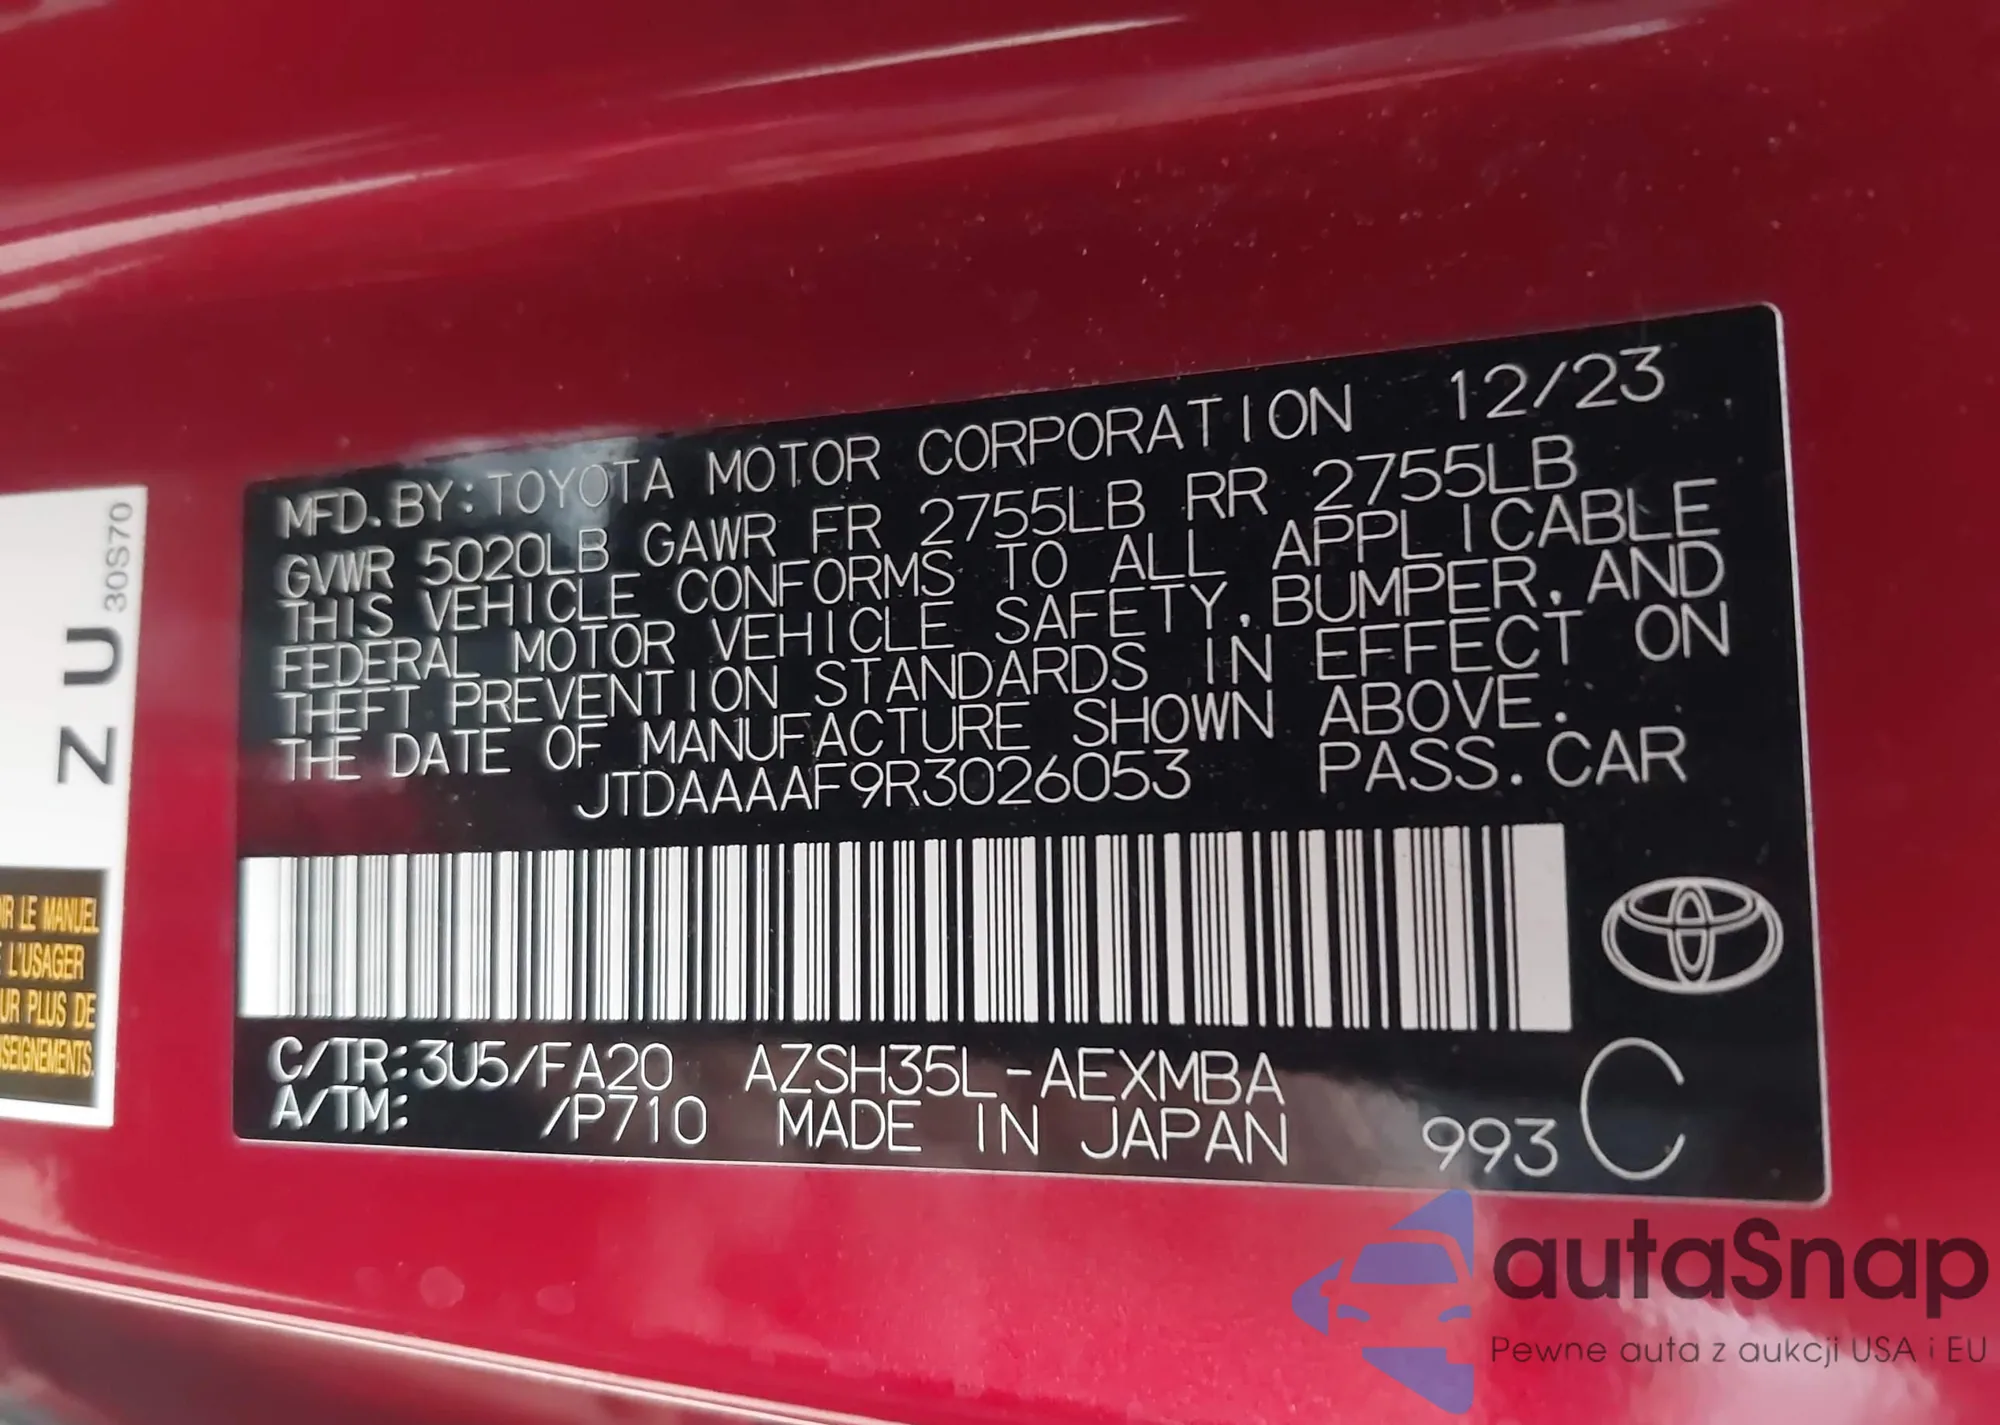 MFD. BY: TOYOTA MOTOR CORPORATION 12/23
GVWR 5020LB GAWR FR 2755LB RR 2755LB
THIS VEHICLE CONFORMS TO ALL APPLICABLE
FEDERAL MOTOR VEHICLE SAFETY, BUMPER, AND
THEFT PREVENTION STANDARDS IN EFFECT ON
THE DATE OF MANUFACTURE SHOWN ABOVE.
JTDAAAAF9R3026053 PASS. CAR
C/TR: 3U5/FA20 AZSH35L-AEXMBA
A/TM: /P710 MADE IN JAPAN 993 C
Z U 30S70
IR LE MANUEL
E L'USAGER
UR PLUS DE
SEIGNEMENTS.
autaSnap
Pewne auta z aukcji USA i EU